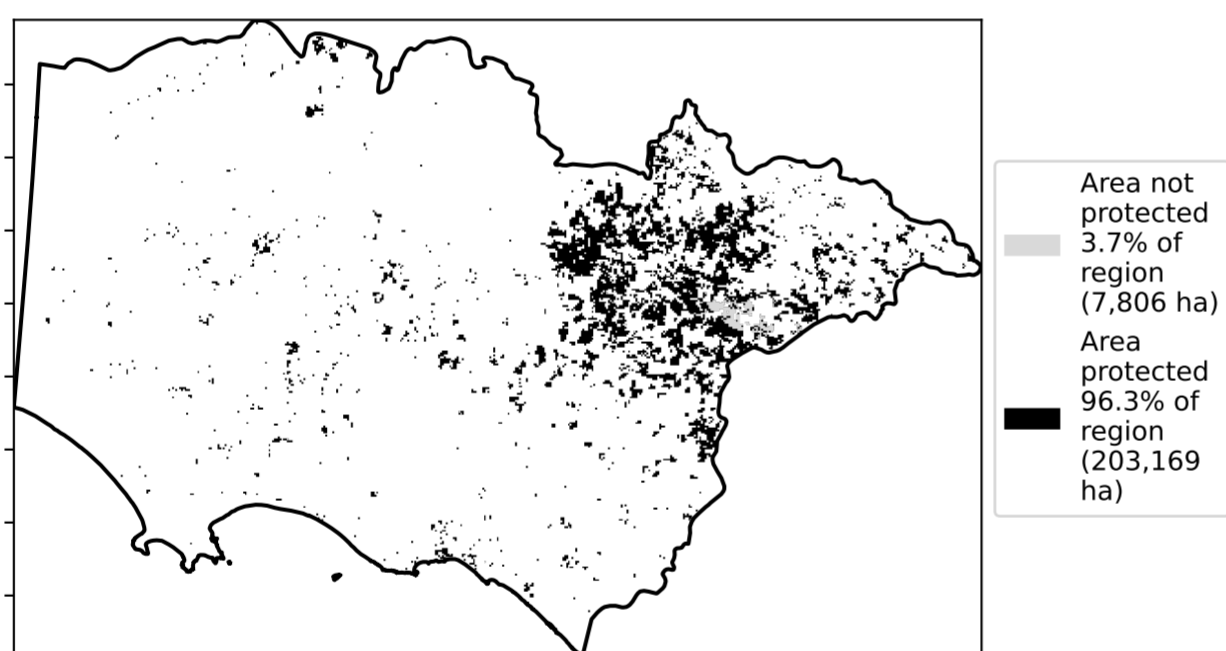 Area not
protected
3.7% of
region
(7,806 ha)
Area
protected
96.3% of
region
(203,169
ha)